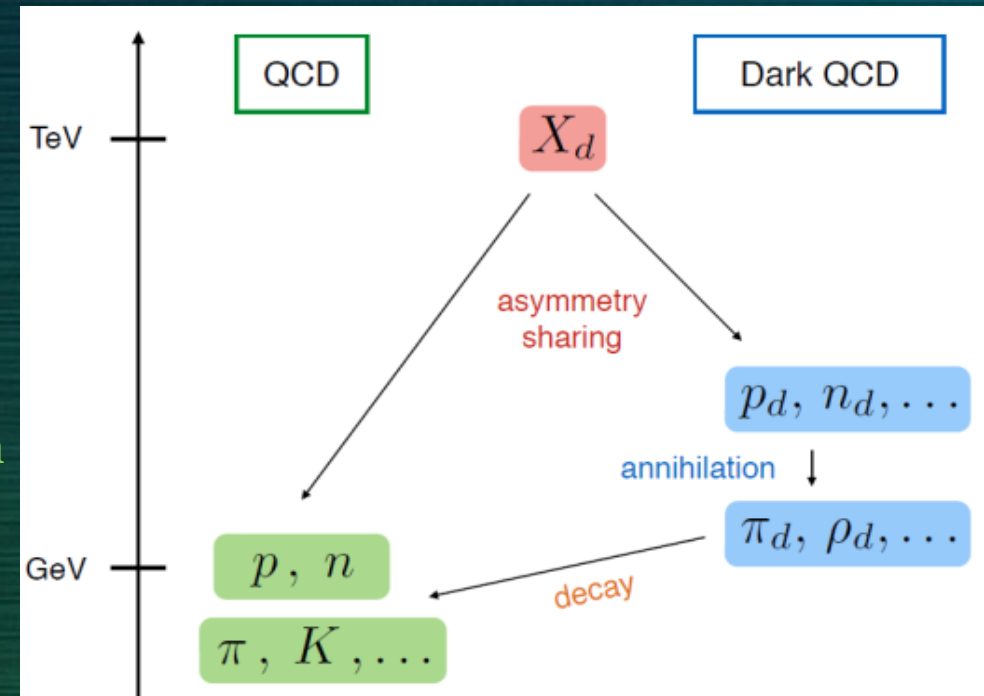 QCD
Dark QCD
TeV
X_d
asymmetry
sharing
p_d, n_d, ...
annihilation
π_d, ρ_d, ...
GeV
p , n
decay
π , K , ...